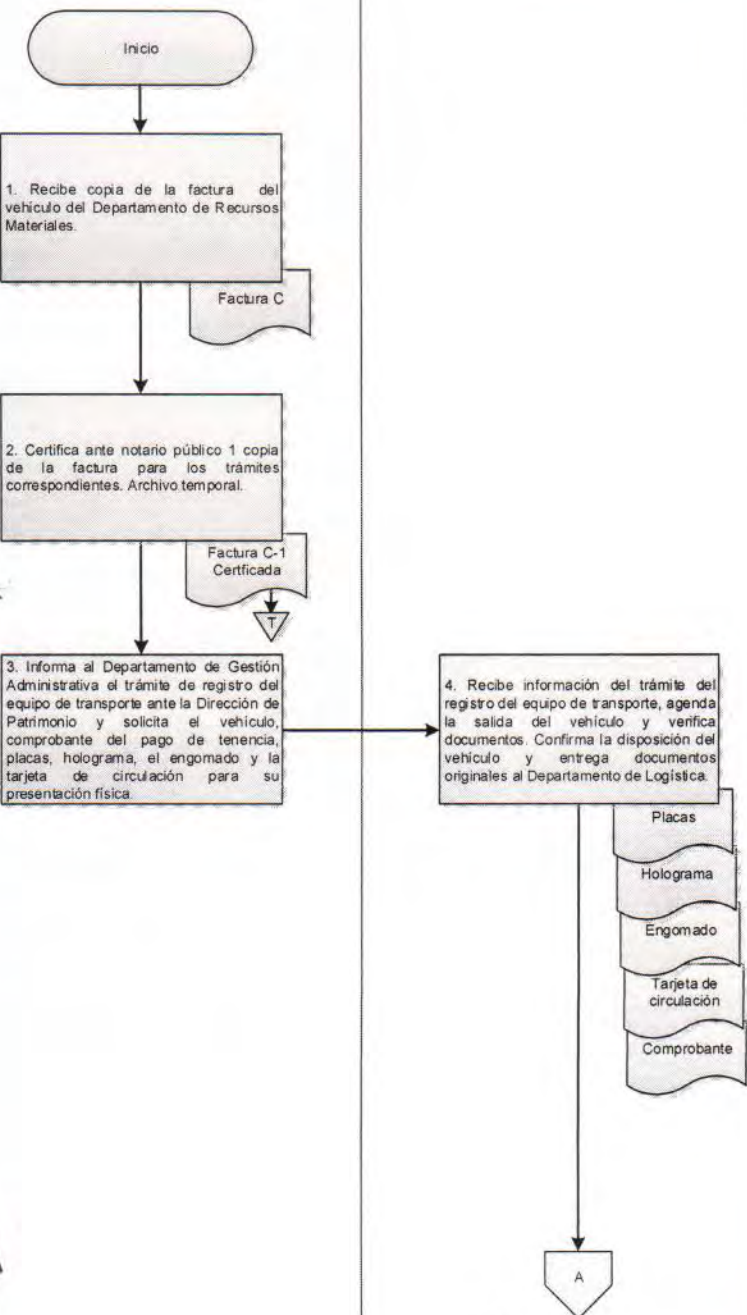 Inicio
1. Recibe copia de la factura del
vehículo del Departamento de Recursos
Materiales.
Factura C
2. Certifica ante notario público 1 copia
de la factura para los trámites
correspondientes. Archivo temporal.
Factura C-1
Certficada
T
3. Informa al Departamento de Gestión
Administrativa el trámite de registro del
equipo de transporte ante la Dirección de
Patrimonio y solicita el vehículo,
comprobante del pago de tenencia,
placas, holograma, el engomado y la
tarjeta de circulación para su
presentación física.
4. Recibe información del trámite del
registro del equipo de transporte, agenda
la salida del vehículo y verifica
documentos. Confirma la disposición del
vehículo y entrega documentos
originales al Departamento de Logística.
Placas
Holograma
Engomado
Tarjeta de
circulación
Comprobante
A